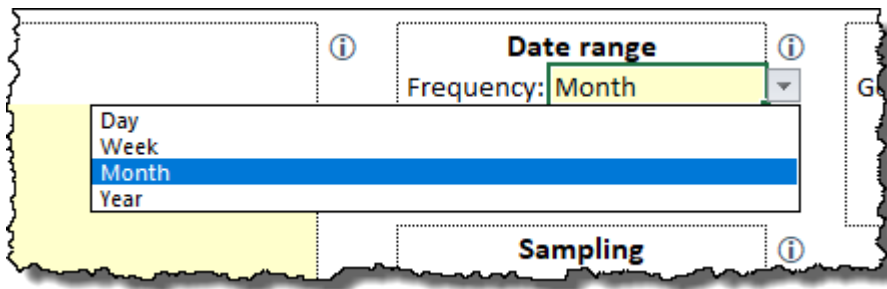 Date range
Frequency: Month
Day
Week
Month
Year
Sampling